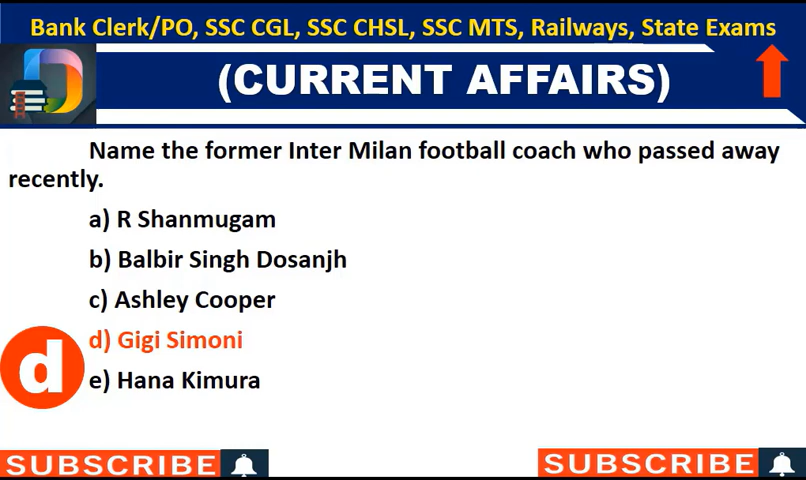 Bank Clerk/PO, SSC CGL, SSC CHSL, SSC MTS, Railways, State Exams
(CURRENT AFFAIRS)
Name the former Inter Milan football coach who passed away
recently.
a) R Shanmugam
b) Balbir Singh Dosanjh
c) Ashley Cooper
d) Gigi Simoni
d
e) Hana Kimura
SUBSCRIBE
SUBSCRIBE